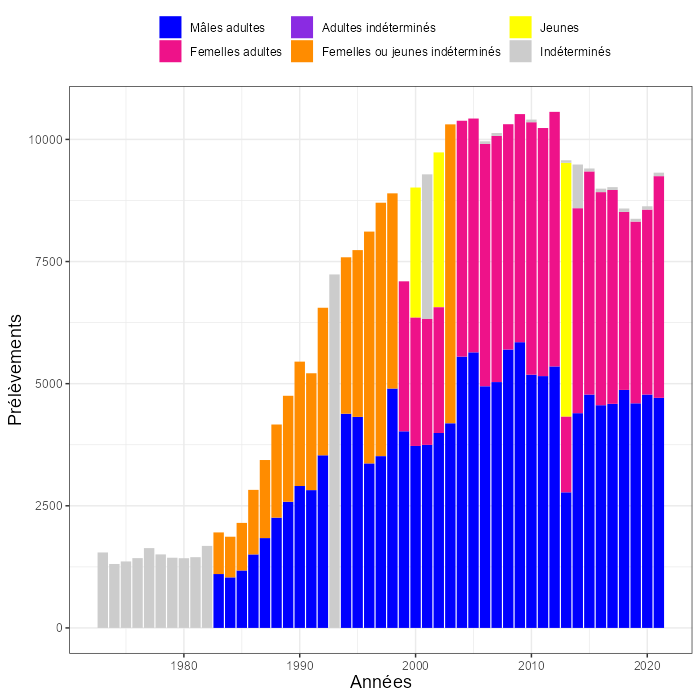 Mâles adultes
Adultes indéterminés
Jeunes
Femelles adultes
Femelles ou jeunes indéterminés
Indéterminés
Prélèvements
10000
7500
5000
2500
0
1980
1990
2000
2010
2020
Années